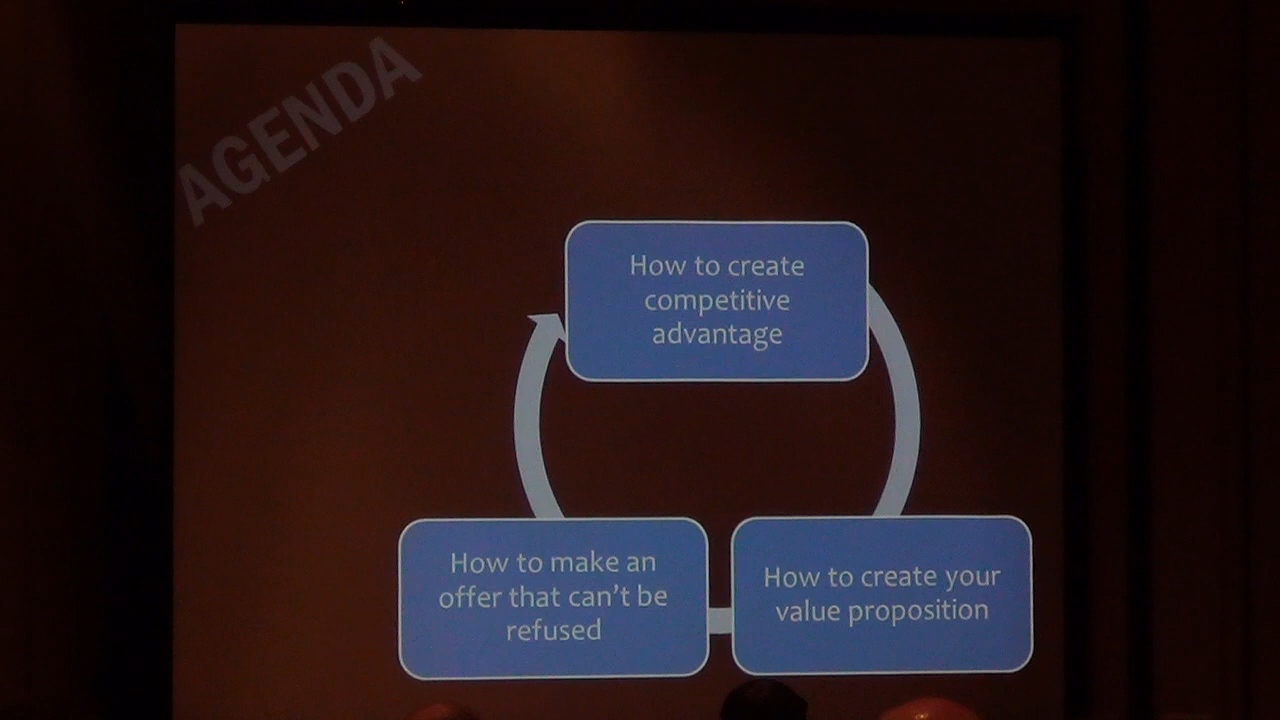 AGENDA
How to create
competitive
advantage
How to make an
offer that can't be
refused
How to create your
value proposition